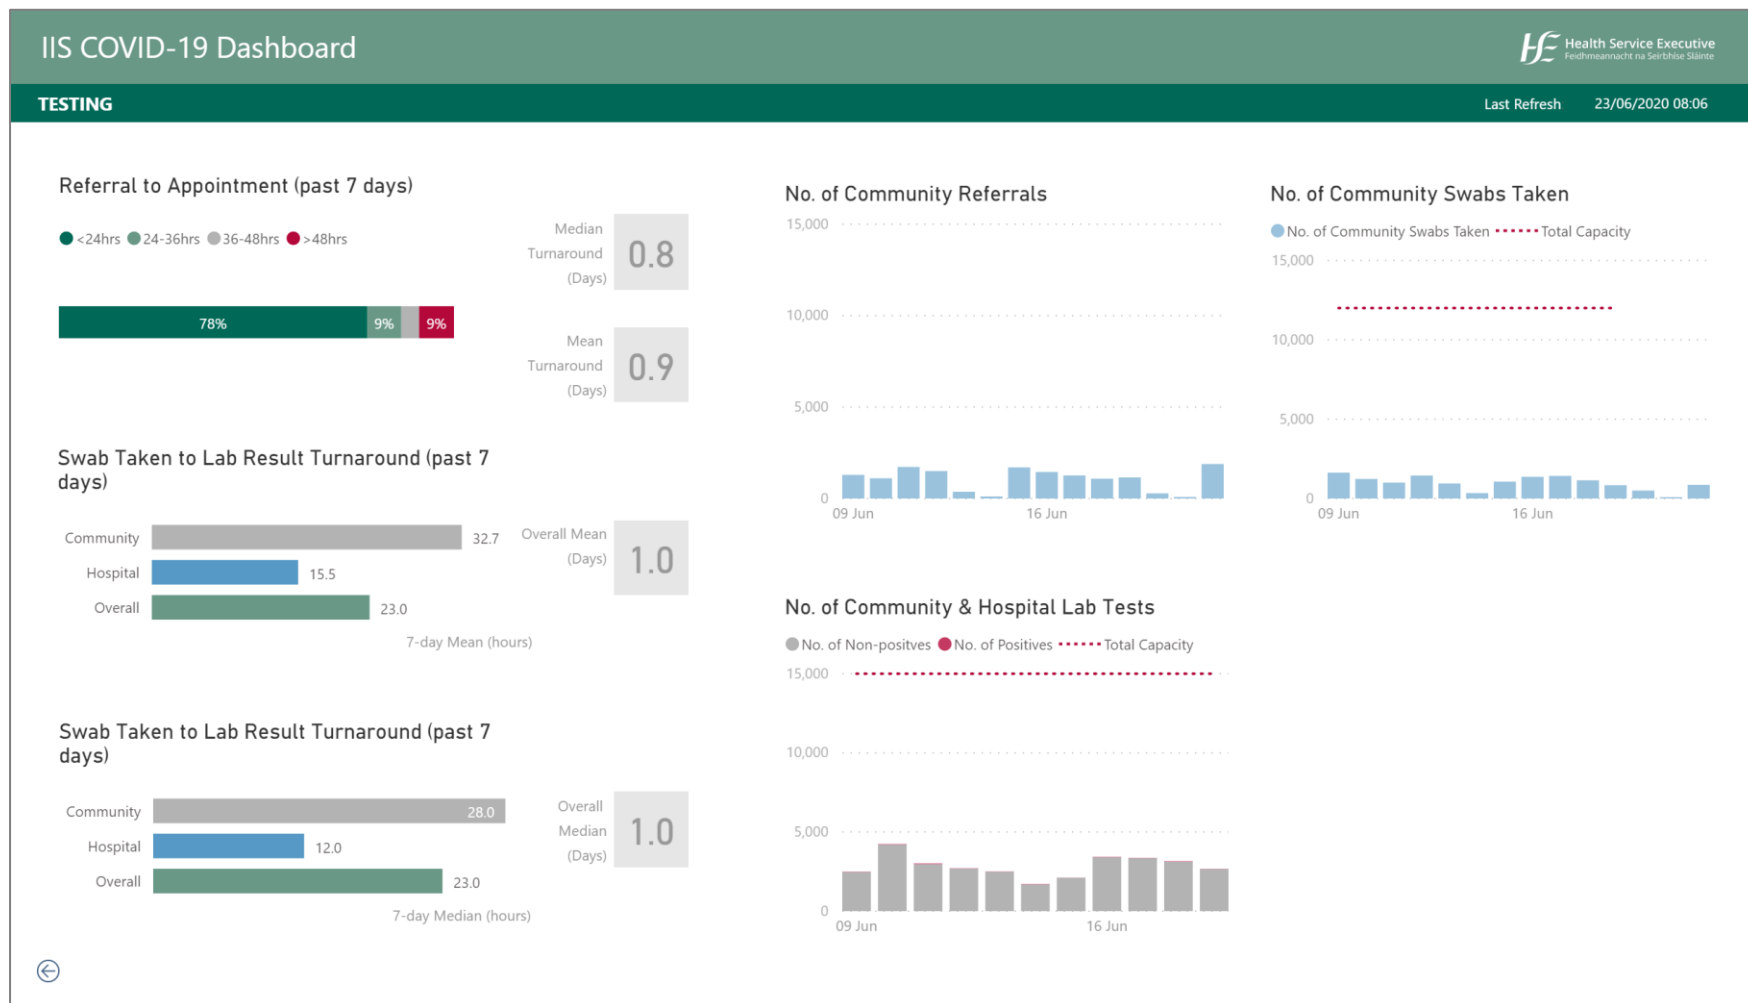 IIS COVID-19 Dashboard
Health Service Executive
Feidhmeannacht na Seirbhíse Sláinte
TESTING
Last Refresh 23/06/2020 08:06
Referral to Appointment (past 7 days)
<24hrs 24-36hrs 36-48hrs >48hrs
78% 9% 9%
Median
Turnaround
(Days)
0.8
Mean
Turnaround
(Days)
0.9
Swab Taken to Lab Result Turnaround (past 7
days)
Community 32.7
Hospital 15.5
Overall 23.0
7-day Mean (hours)
Overall Mean
(Days)
1.0
Swab Taken to Lab Result Turnaround (past 7
days)
Community 28.0
Hospital 12.0
Overall 23.0
7-day Median (hours)
Overall
Median
(Days)
1.0
No. of Community Referrals
15,000
10,000
5,000
0
09 Jun 16 Jun
No. of Community Swabs Taken
No. of Community Swabs Taken Total Capacity
15,000
10,000
5,000
0
09 Jun 16 Jun
No. of Community & Hospital Lab Tests
No. of Non-positves No. of Positives Total Capacity
15,000
10,000
5,000
0
09 Jun 16 Jun